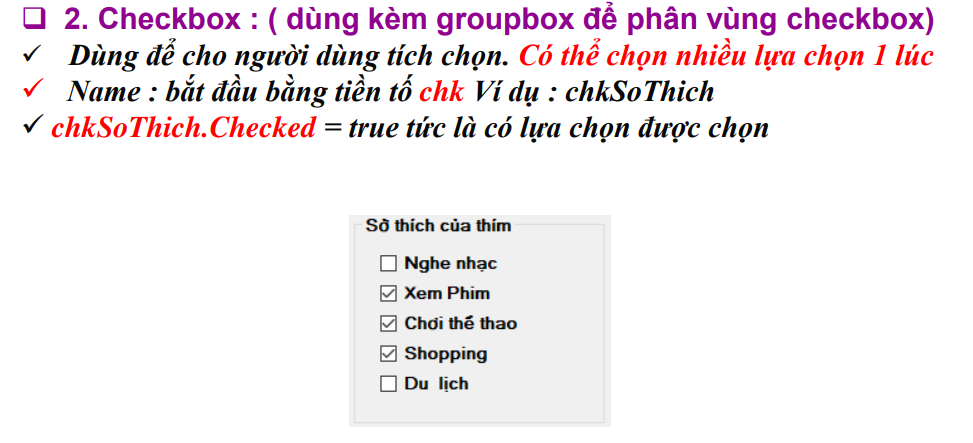 2. Checkbox : ( dùng kèm groupbox để phân vùng checkbox)
Dùng để cho người dùng tích chọn. Có thể chọn nhiều lựa chọn 1 lúc
Name : bắt đầu bằng tiền tố chk Ví dụ : chkSoThich
chkSoThich.Checked = true tức là có lựa chọn được chọn
Sở thích của thím
Nghe nhạc
Xem Phim
Chơi thể thao
Shopping
Du lịch